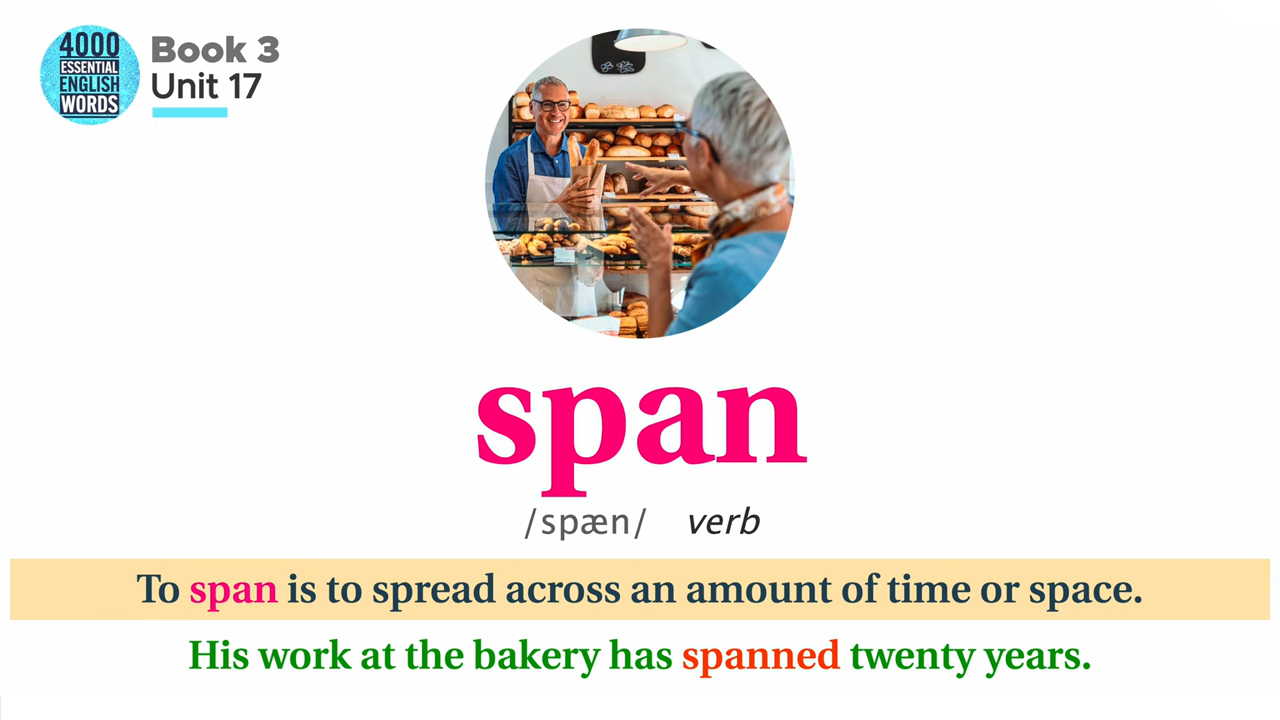 4000
ESSENTIAL
ENGLISH
WORDS
Book 3
Unit 17
span
/spæn/ verb
To span is to spread across an amount of time or space.
His work at the bakery has spanned twenty years.